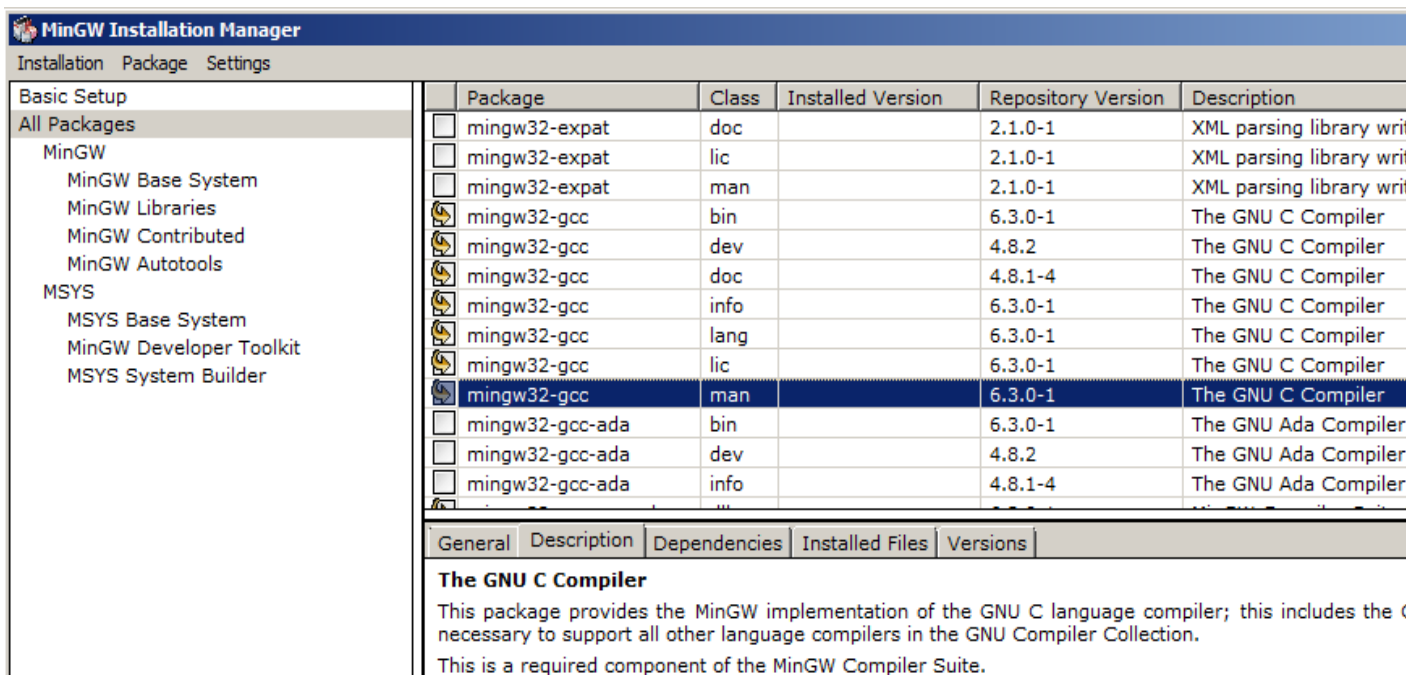 MinGW Installation Manager
Installation Package Settings
Basic Setup
All Packages
MinGW
MinGW Base System
MinGW Libraries
MinGW Contributed
MinGW Autotools
MSYS
MSYS Base System
MinGW Developer Toolkit
MSYS System Builder
Package Class Installed Version Repository Version Description
mingw32-expat doc 2.1.0-1 XML parsing library
mingw32-expat lic 2.1.0-1 XML parsing library
mingw32-expat man 2.1.0-1 XML parsing library
mingw32-gcc bin 6.3.0-1 The GNU C Compiler
mingw32-gcc dev 4.8.2 The GNU C Compiler
mingw32-gcc doc 4.8.1-4 The GNU C Compiler
mingw32-gcc info 6.3.0-1 The GNU C Compiler
mingw32-gcc lang 6.3.0-1 The GNU C Compiler
mingw32-gcc lic 6.3.0-1 The GNU C Compiler
mingw32-gcc man 6.3.0-1 The GNU C Compiler
mingw32-gcc-ada bin 6.3.0-1 The GNU Ada Compiler
mingw32-gcc-ada dev 4.8.2 The GNU Ada Compiler
mingw32-gcc-ada info 4.8.1-4 The GNU Ada Compiler
General Description Dependencies Installed Files Versions
The GNU C Compiler
This package provides the MinGW implementation of the GNU C language compiler; this includes the
necessary to support all other language compilers in the GNU Compiler Collection.
This is a required component of the MinGW Compiler Suite.